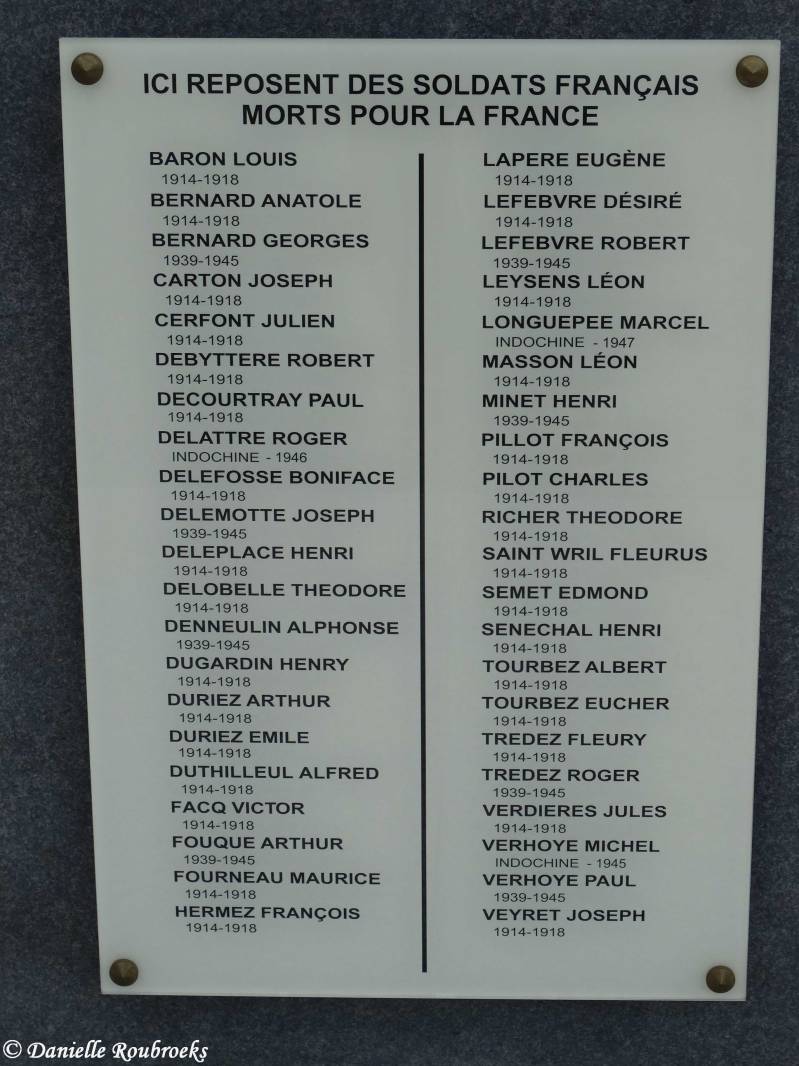 ICI REPOSENT DES SOLDATS FRANÇAIS
MORTS POUR LA FRANCE
BARON LOUIS
1914-1918
BERNARD ANATOLE
1914-1918
BERNARD GEORGES
1939-1945
CARTON JOSEPH
1914-1918
CERFONT JULIEN
1914-1918
DEBYTTERE ROBERT
1914-1918
DECOURTRAY PAUL
1914-1918
DELATTRE ROGER
INDOCHINE - 1946
DELEFOSSE BONIFACE
1914-1918
DELEMOTTE JOSEPH
1939-1945
DELEPLACE HENRI
1914-1918
DELOBELLE THEODORE
1914-1918
DENNEULIN ALPHONSE
1939-1945
DUGARDIN HENRY
1914-1918
DURIEZ ARTHUR
1914-1918
DURIEZ EMILE
1914-1918
DUTHILLEUL ALFRED
1914-1918
FACQ VICTOR
1914-1918
FOUQUE ARTHUR
1939-1945
FOURNEAU MAURICE
1914-1918
HERMEZ FRANÇOIS
1914-1918
LAPERE EUGÈNE
1914-1918
LEFEBVRE DÉSIRÉ
1914-1918
LEFEBVRE ROBERT
1939-1945
LEYSENS LÉON
1914-1918
LONGUEPEE MARCEL
INDOCHINE - 1947
MASSON LÉON
1914-1918
MINET HENRI
1939-1945
PILLOT FRANÇOIS
1914-1918
PILOT CHARLES
1914-1918
RICHER THEODORE
1914-1918
SAINT WRIL FLEURUS
1914-1918
SEMET EDMOND
1914-1918
SENECHAL HENRI
1914-1918
TOURBEZ ALBERT
1914-1918
TOURBEZ EUCHER
1914-1918
TREDEZ FLEURY
1914-1918
TREDEZ ROGER
1939-1945
VERDIERES JULES
1914-1918
VERHOYE MICHEL
INDOCHINE - 1945
VERHOYE PAUL
1939-1945
VEYRET JOSEPH
1914-1918
© Danielle Roubroeks